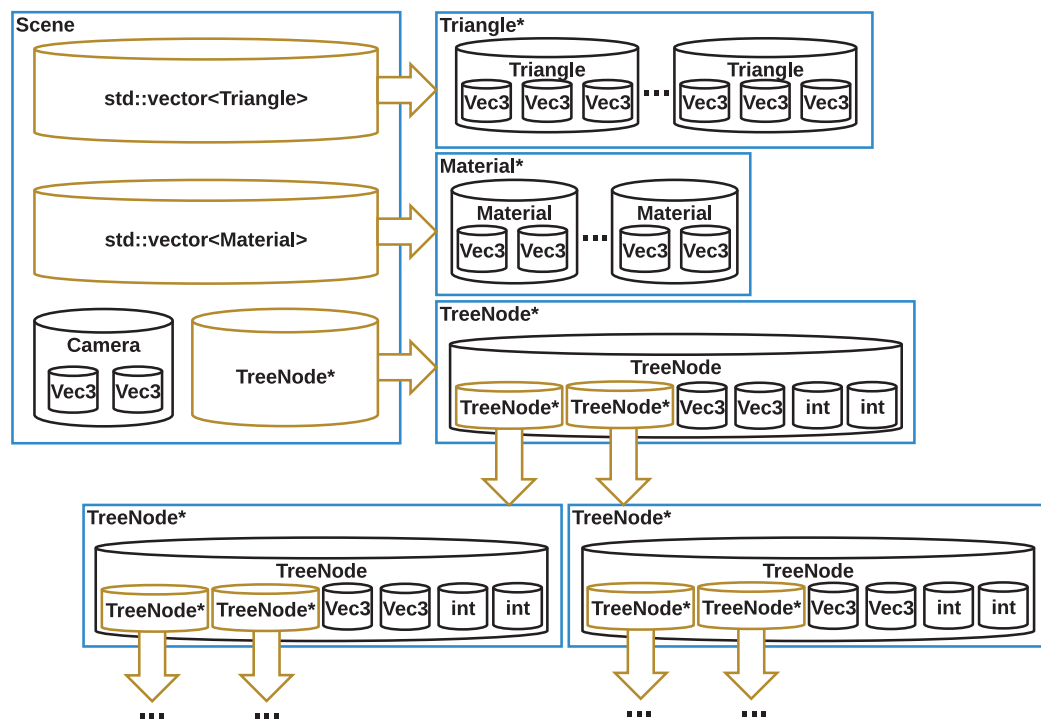 Scene
std::vector<Triangle>
std::vector<Material>
Camera
Vec3 Vec3
TreeNode*
Triangle*
Triangle
Vec3 Vec3 Vec3
...
Triangle
Vec3 Vec3 Vec3
Material*
Material
Vec3 Vec3
...
Material
Vec3 Vec3
TreeNode*
TreeNode
TreeNode* TreeNode* Vec3 Vec3 int int
TreeNode*
TreeNode
TreeNode* TreeNode* Vec3 Vec3 int int
... ...
TreeNode*
TreeNode
TreeNode* TreeNode* Vec3 Vec3 int int
... ...